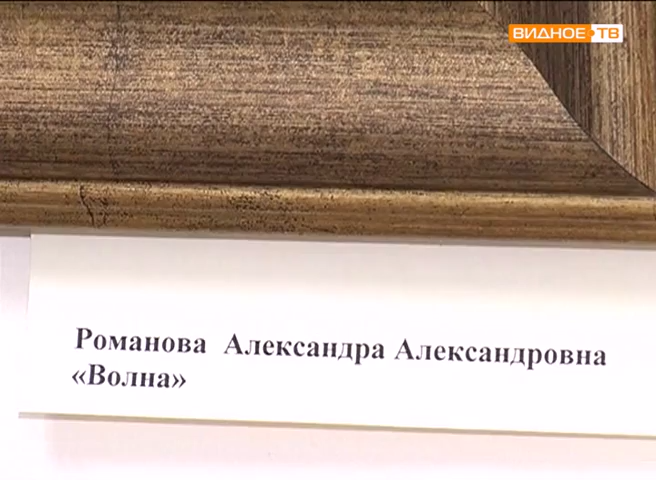 ВИДНОЕ ТВ
Романова Александра Александровна
«Волна»